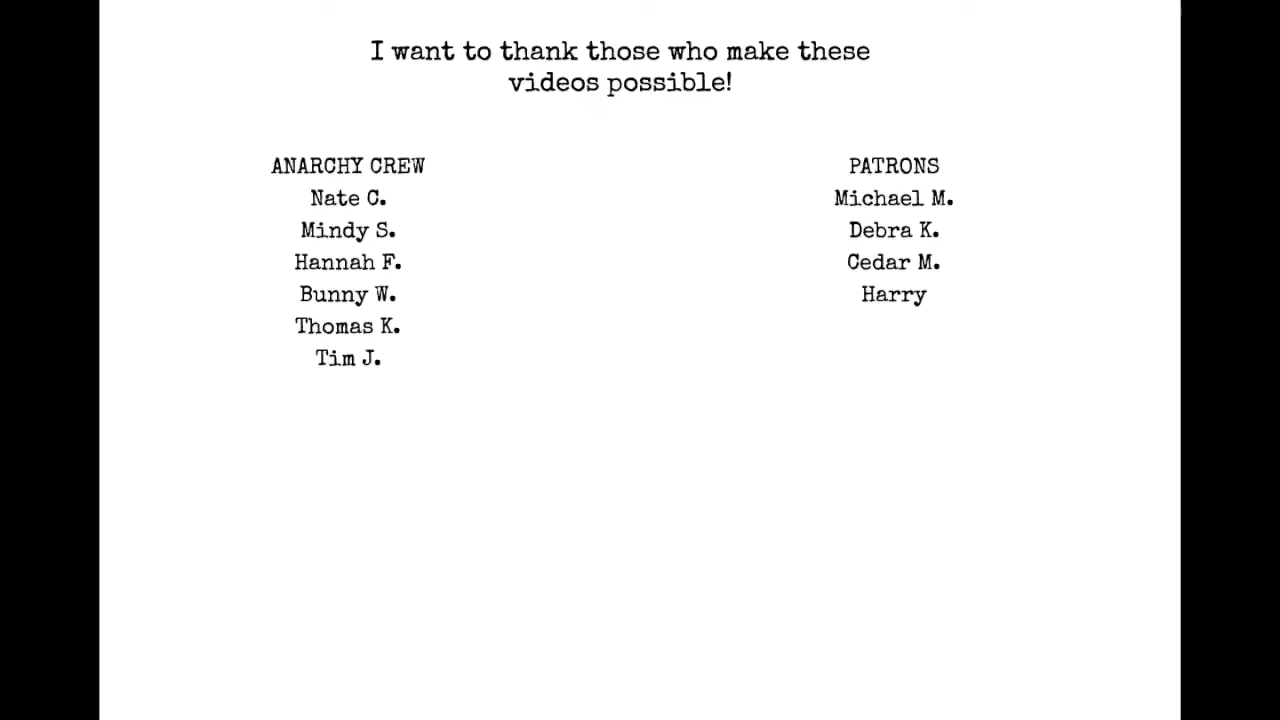 I want to thank those who make these
videos possible!
ANARCHY CREW
Nate C.
Mindy S.
Hannah F.
Bunny W.
Thomas K.
Tim J.
PATRONS
Michael M.
Debra K.
Cedar M.
Harry